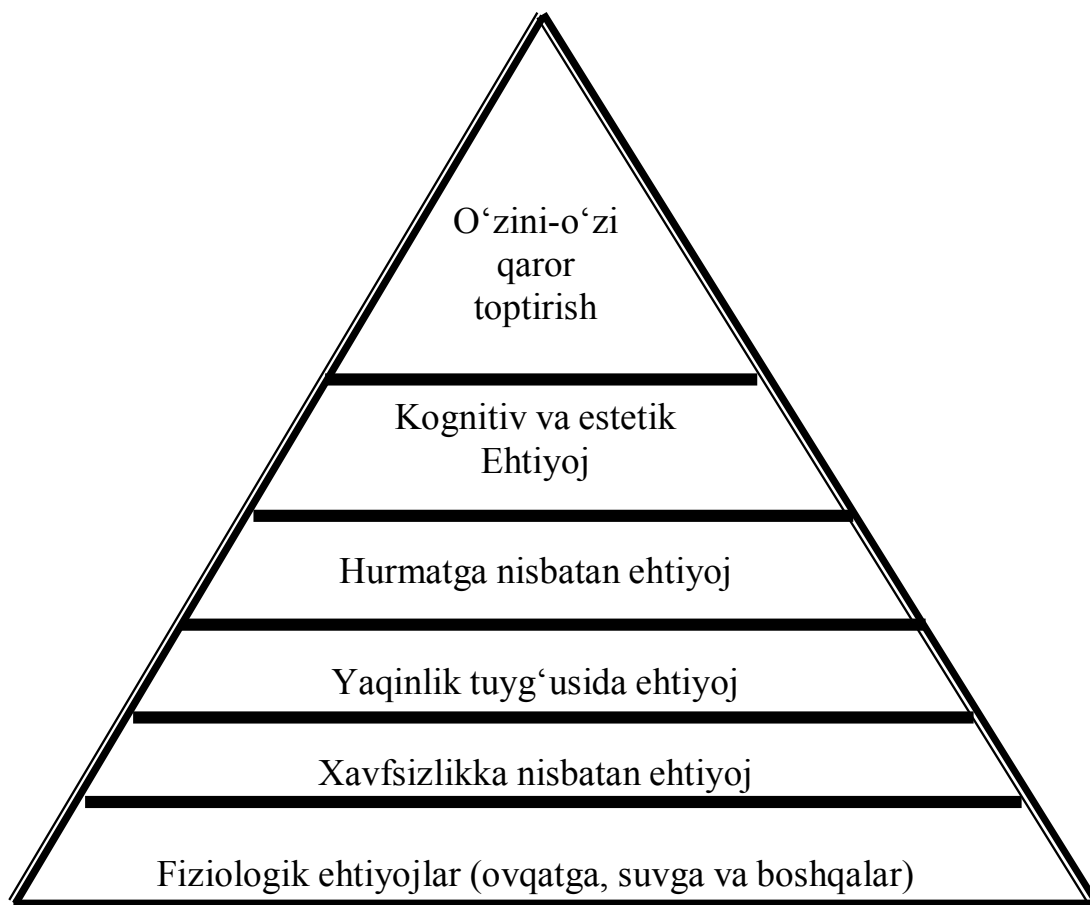 O‘zini-o‘zi
qaror
toptirish
Kognitiv va estetik
Ehtiyoj
Hurmatga nisbatan ehtiyoj
Yaqinlik tuyg‘usida ehtiyoj
Xavfsizlikka nisbatan ehtiyoj
Fiziologik ehtiyojlar (ovqatga, suvga va boshqalar)